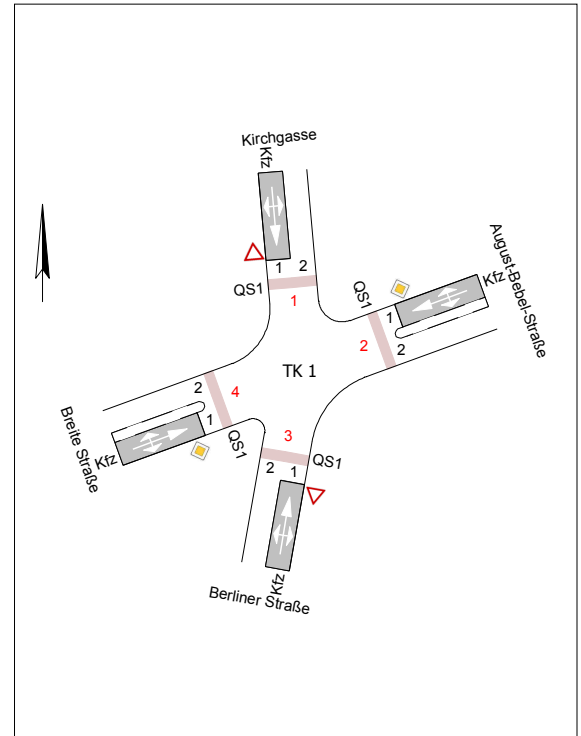 Kirchgasse
Kfz
1 2
QS1
1
August-Bebel-Straße
Kfz
QS1
1
2
2
TK 1
2
4
1
QS1
Breite Straße
Kfz
3
QS1
2 1
Kfz
Berliner Straße